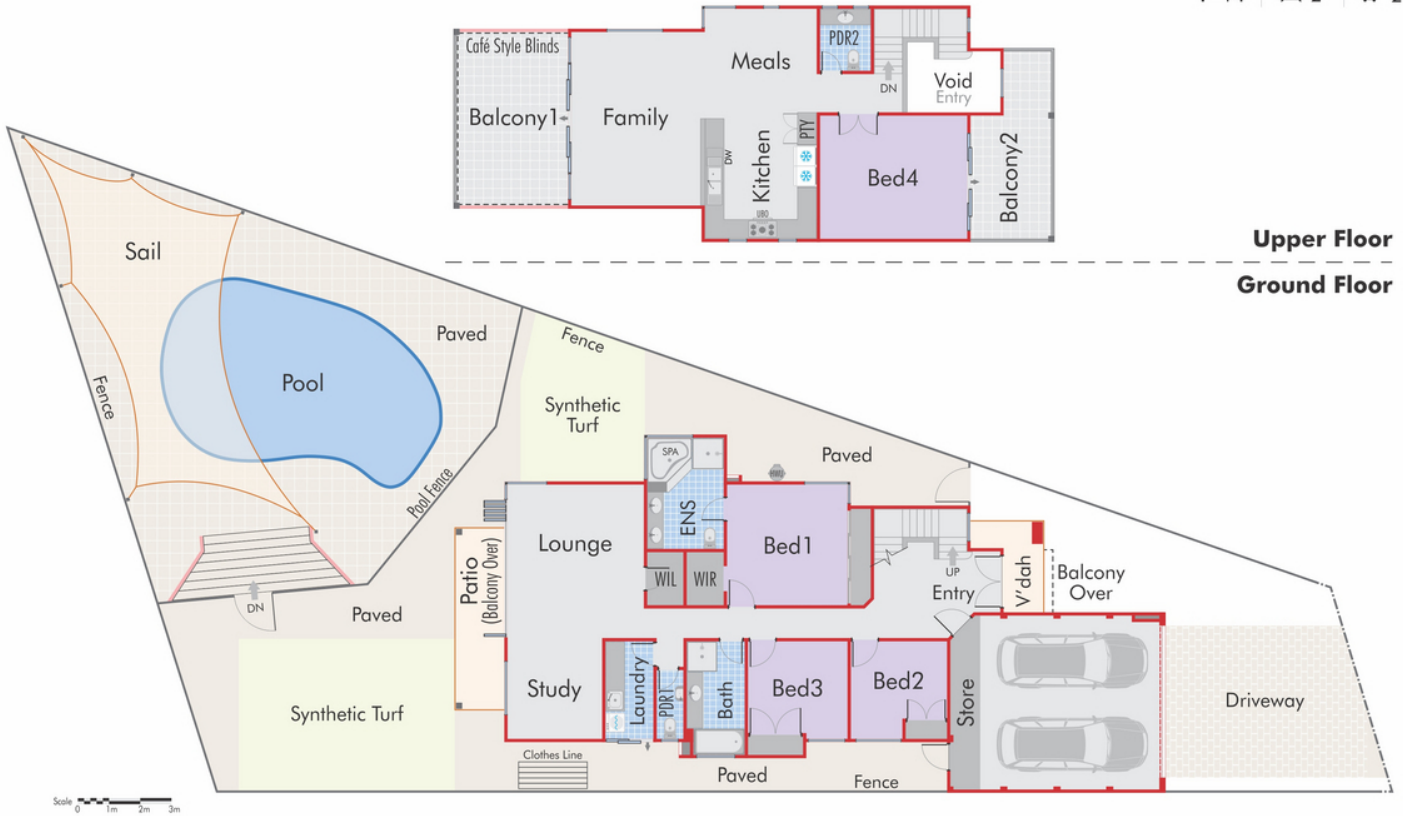 Café Style Blinds
PDR2
Meals
Void
Entry
DN
Balcony1
Family
PTY
DW
Kitchen
Bed4
Balcony2
UBO
Upper Floor
Ground Floor
Sail
Paved
Fence
Pool
Fence
Synthetic
Turf
SPA
Paved
Pool Fence
ENS
Lounge
Bed1
Patio
(Balcony Over)
WIL
WIR
UP
Entry
V'dah
Balcony
Over
DN
Paved
Study
Laundry
PDR1
Bath
Bed3
Bed2
Store
Driveway
Synthetic Turf
Clothes Line
Paved
Fence
Scale
0 1m 2m 3m